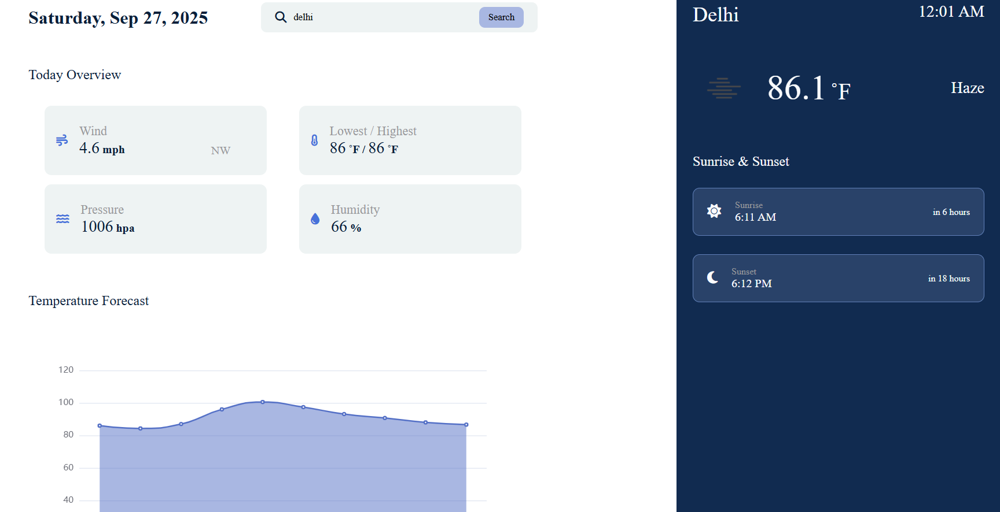 Saturday, Sep 27, 2025
delhi
Search
Today Overview
Wind
4.6 mph
NW
Lowest / Highest
86 °F / 86 °F
Pressure
1006 hpa
Humidity
66 %
Temperature Forecast
120
100
80
60
40
Delhi
12:01 AM
86.1 °F
Haze
Sunrise & Sunset
Sunrise
6:11 AM
in 6 hours
Sunset
6:12 PM
in 18 hours